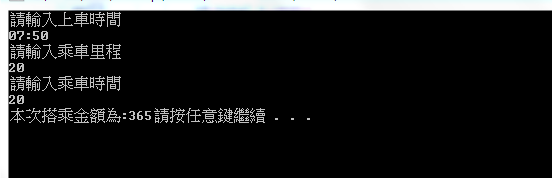 請輸入上車時間
07:50
請輸入乘車里程
20
請輸入乘車時間
20
本次搭乘金額為:365請按任意鍵繼續 . . .